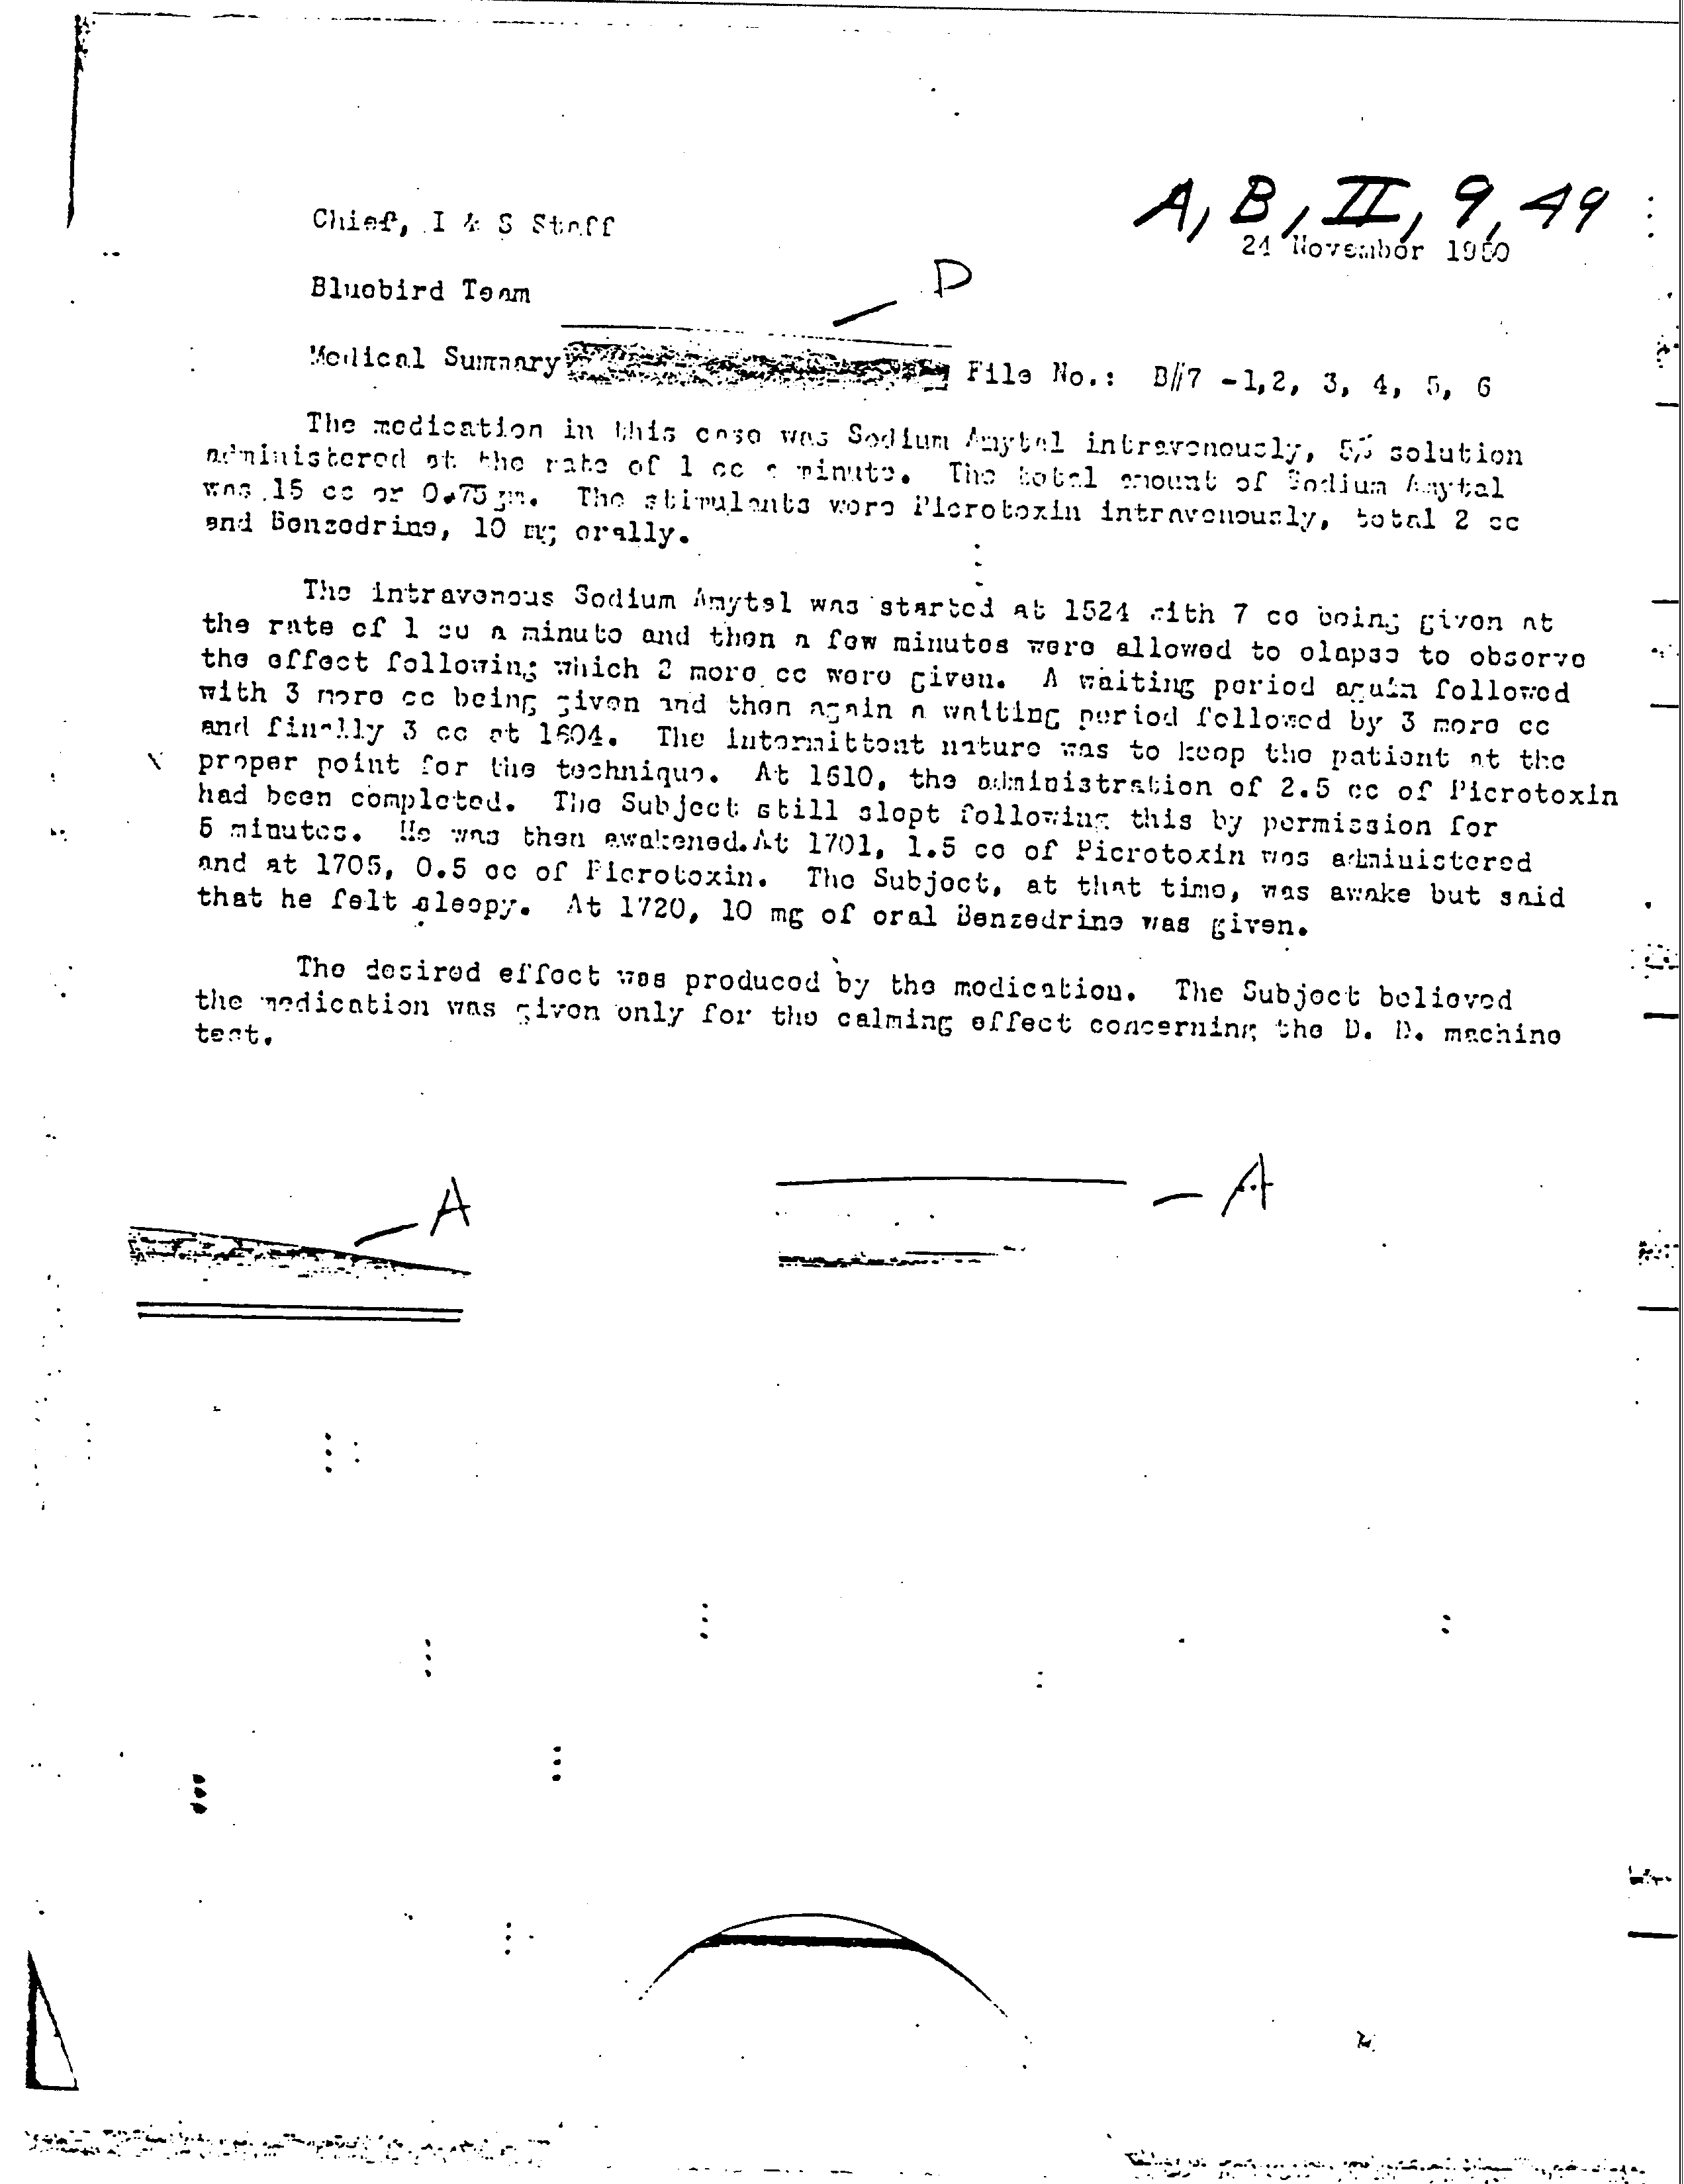 A, B, II, 9, 49
Chief, I & S Staff
24 November 1950
Bluebird Team
D
Medical Summary File No.: B#7 -1,2, 3, 4, 5, 6
The medication in this case was Sodium Amytal intravenously, 5% solution
administered at the rate of 1 cc a minute. The total amount of Sodium Amytal
was 15 cc or 0.75 gm. The stimulants were Picrotoxin intravenously, total 2 cc
and Benzedrine, 10 mg orally.
The intravenous Sodium Amytal was started at 1524 with 7 cc being given at
the rate of 1 cc a minute and then a few minutes were allowed to elapse to observe
the effect following which 2 more cc were given. A waiting period again followed
with 3 more cc being given and then again a waiting period followed by 3 more cc
and finally 3 cc at 1604. The intermittent nature was to keep the patient at the
proper point for the technique. At 1610, the administration of 2.5 cc of Picrotoxin
had been completed. The Subject still slept following this by permission for
5 minutes. He was then awakened. At 1701, 1.5 cc of Picrotoxin was administered
and at 1705, 0.5 cc of Picrotoxin. The Subject, at that time, was awake but said
that he felt sleepy. At 1720, 10 mg of oral Benzedrine was given.
The desired effect was produced by the medication. The Subject believed
the medication was given only for the calming effect concerning the D. D. machine
test.
A
A